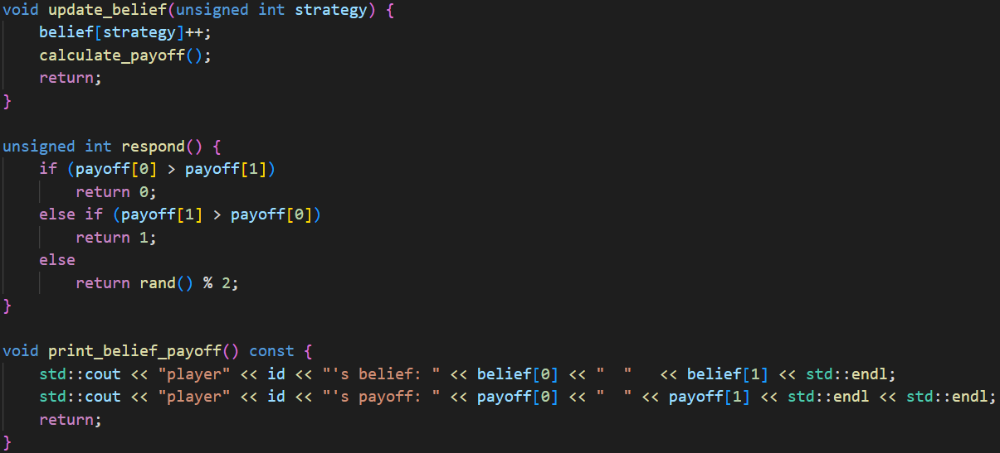 void update_belief(unsigned int strategy) {
    belief[strategy]++;
    calculate_payoff();
    return;
}

unsigned int respond() {
    if (payoff[0] > payoff[1])
        return 0;
    else if (payoff[1] > payoff[0])
        return 1;
    else
        return rand() % 2;
}

void print_belief_payoff() const {
    std::cout << "player" << id << "'s belief: " << belief[0] << "  "   << belief[1] << std::endl;
    std::cout << "player" << id << "'s payoff: " << payoff[0] << "  " << payoff[1] << std::endl << std::endl;
    return;
}